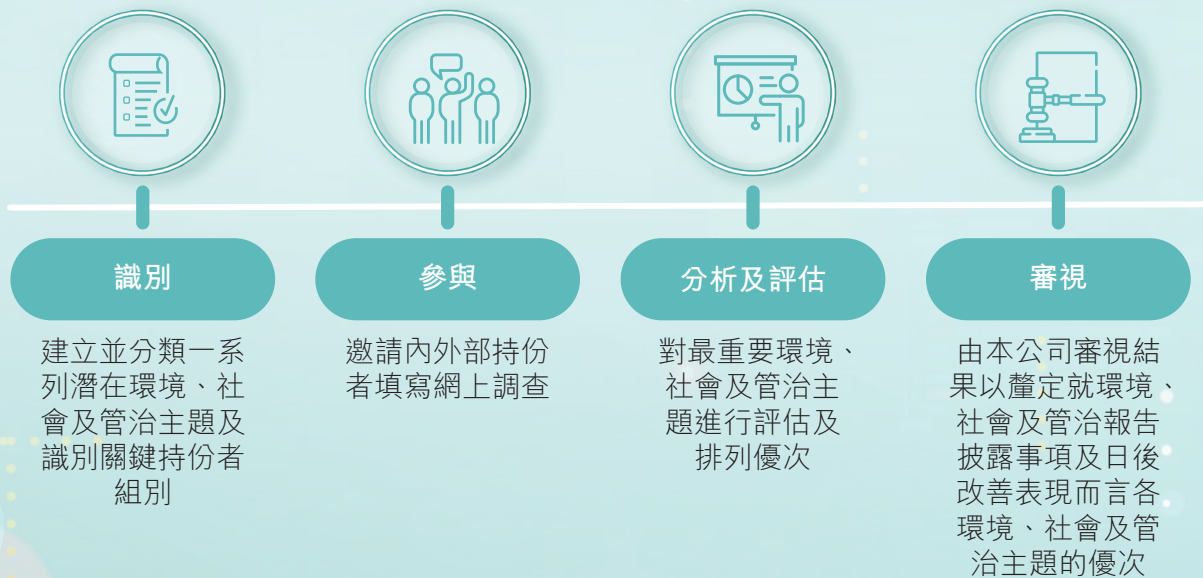 識別
建立並分類一系
列潛在環境、社
會及管治主題及
識別關鍵持份者
組別
參與
邀請內外部持份
者填寫網上調查
分析及評估
對最重要環境、
社會及管治主
題進行評估及
排列優次
審視
由本公司審視結
果以釐定就環境、
社會及管治報告
披露事項及日後
改善表現而言各
環境、社會及管
治主題的優次